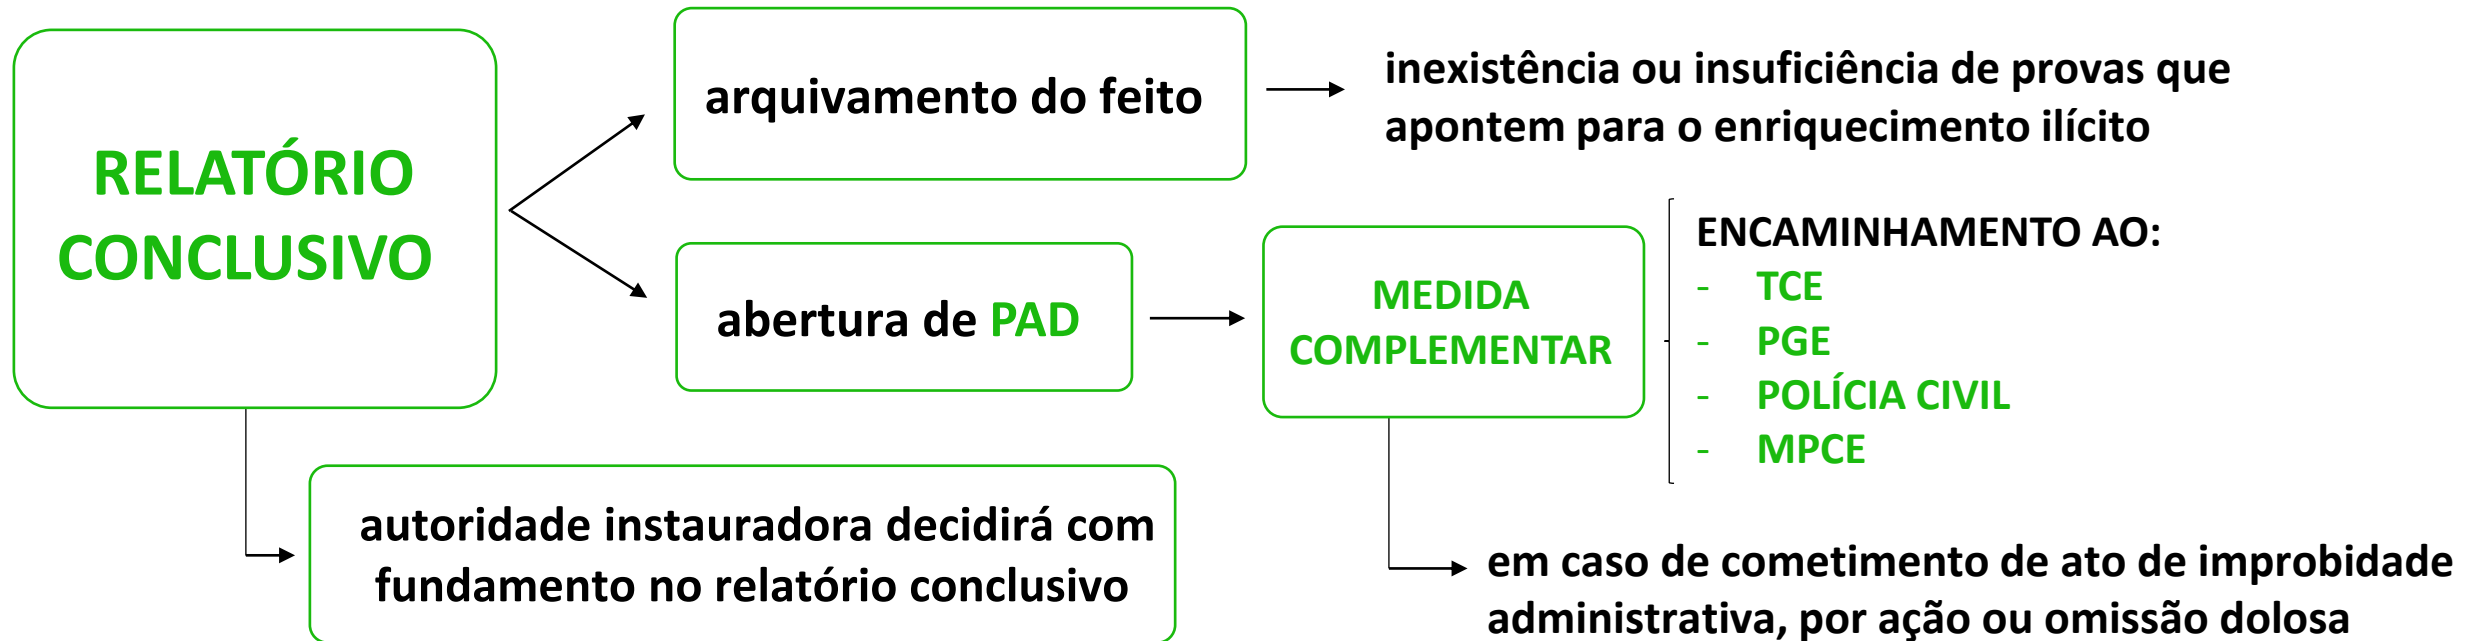 RELATÓRIO
CONCLUSIVO
arquivamento do feito
inexistência ou insuficiência de provas que
apontem para o enriquecimento ilícito
abertura de PAD
MEDIDA
COMPLEMENTAR
ENCAMINHAMENTO AO:
- TCE
- PGE
- POLÍCIA CIVIL
- MPCE
autoridade instauradora decidirá com
fundamento no relatório conclusivo
em caso de cometimento de ato de improbidade
administrativa, por ação ou omissão dolosa